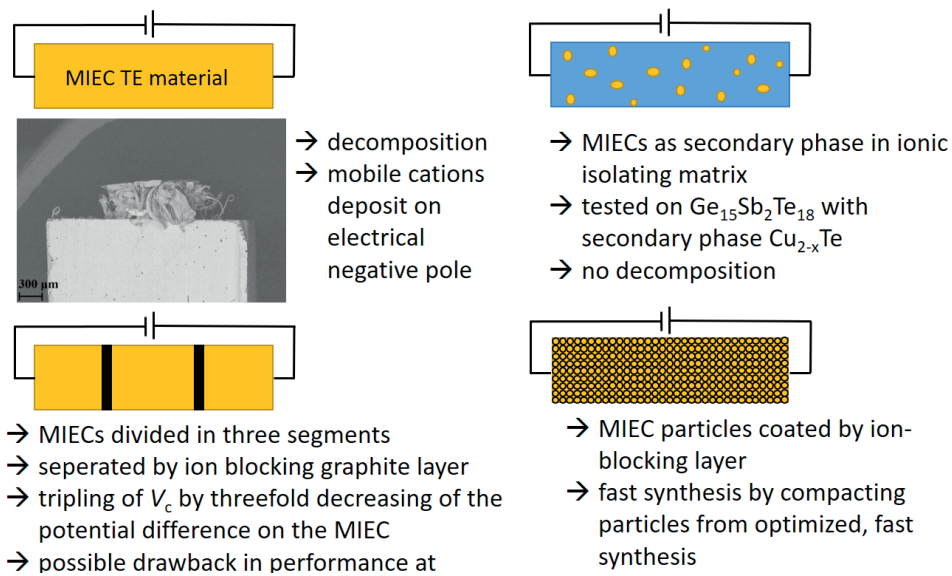 MIEC TE material
→ decomposition
→ mobile cations
deposit on
electrical
negative pole
300 µm
→ MIECs as secondary phase in ionic
isolating matrix
→ tested on Ge₁₅Sb₂Te₁₈ with
secondary phase Cu₂₋ₓTe
→ no decomposition
→ MIECs divided in three segments
→ seperated by ion blocking graphite layer
→ tripling of V_c by threefold decreasing of the
potential difference on the MIEC
→ possible drawback in performance at
→ MIEC particles coated by ion-
blocking layer
→ fast synthesis by compacting
particles from optimized, fast
synthesis